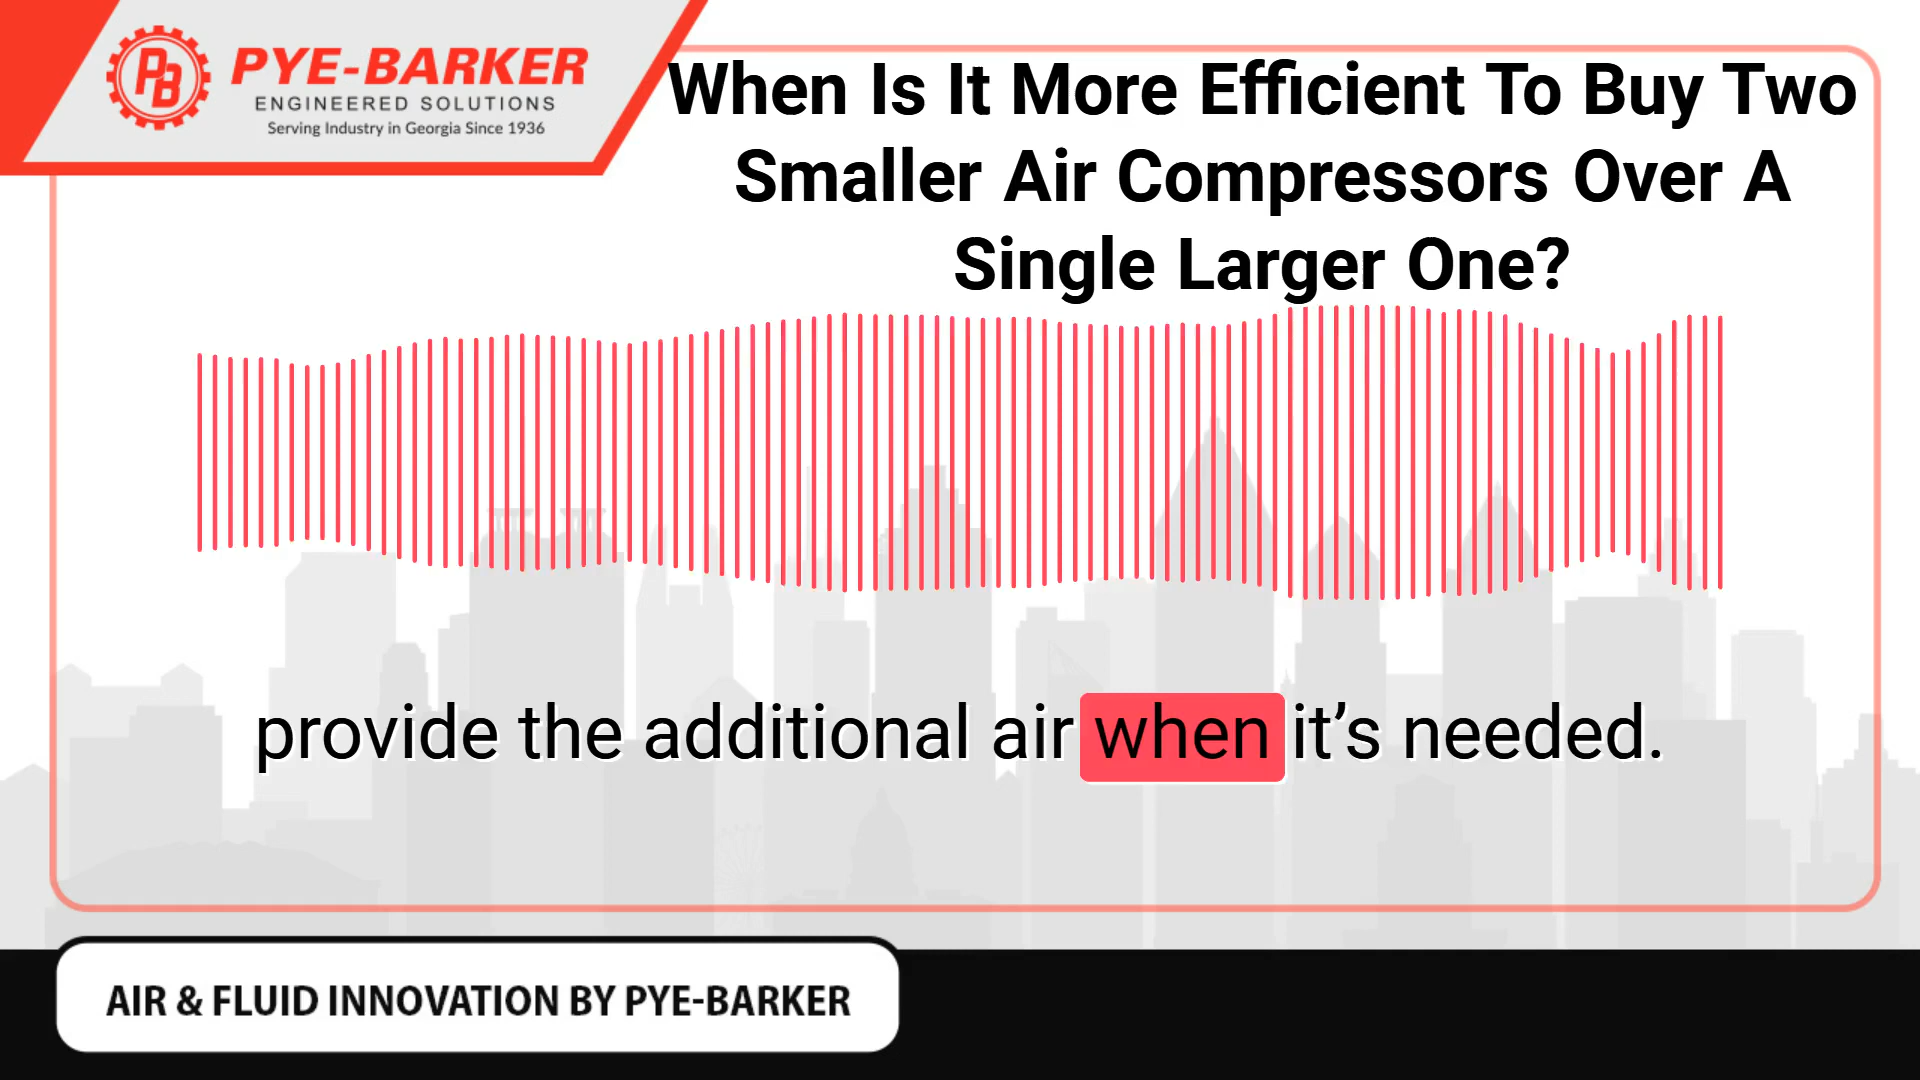 PB
PYE-BARKER
ENGINEERED SOLUTIONS
Serving Industry in Georgia Since 1936
When Is It More Efficient To Buy Two
Smaller Air Compressors Over A
Single Larger One?
provide the additional air when it’s needed.
AIR & FLUID INNOVATION BY PYE-BARKER